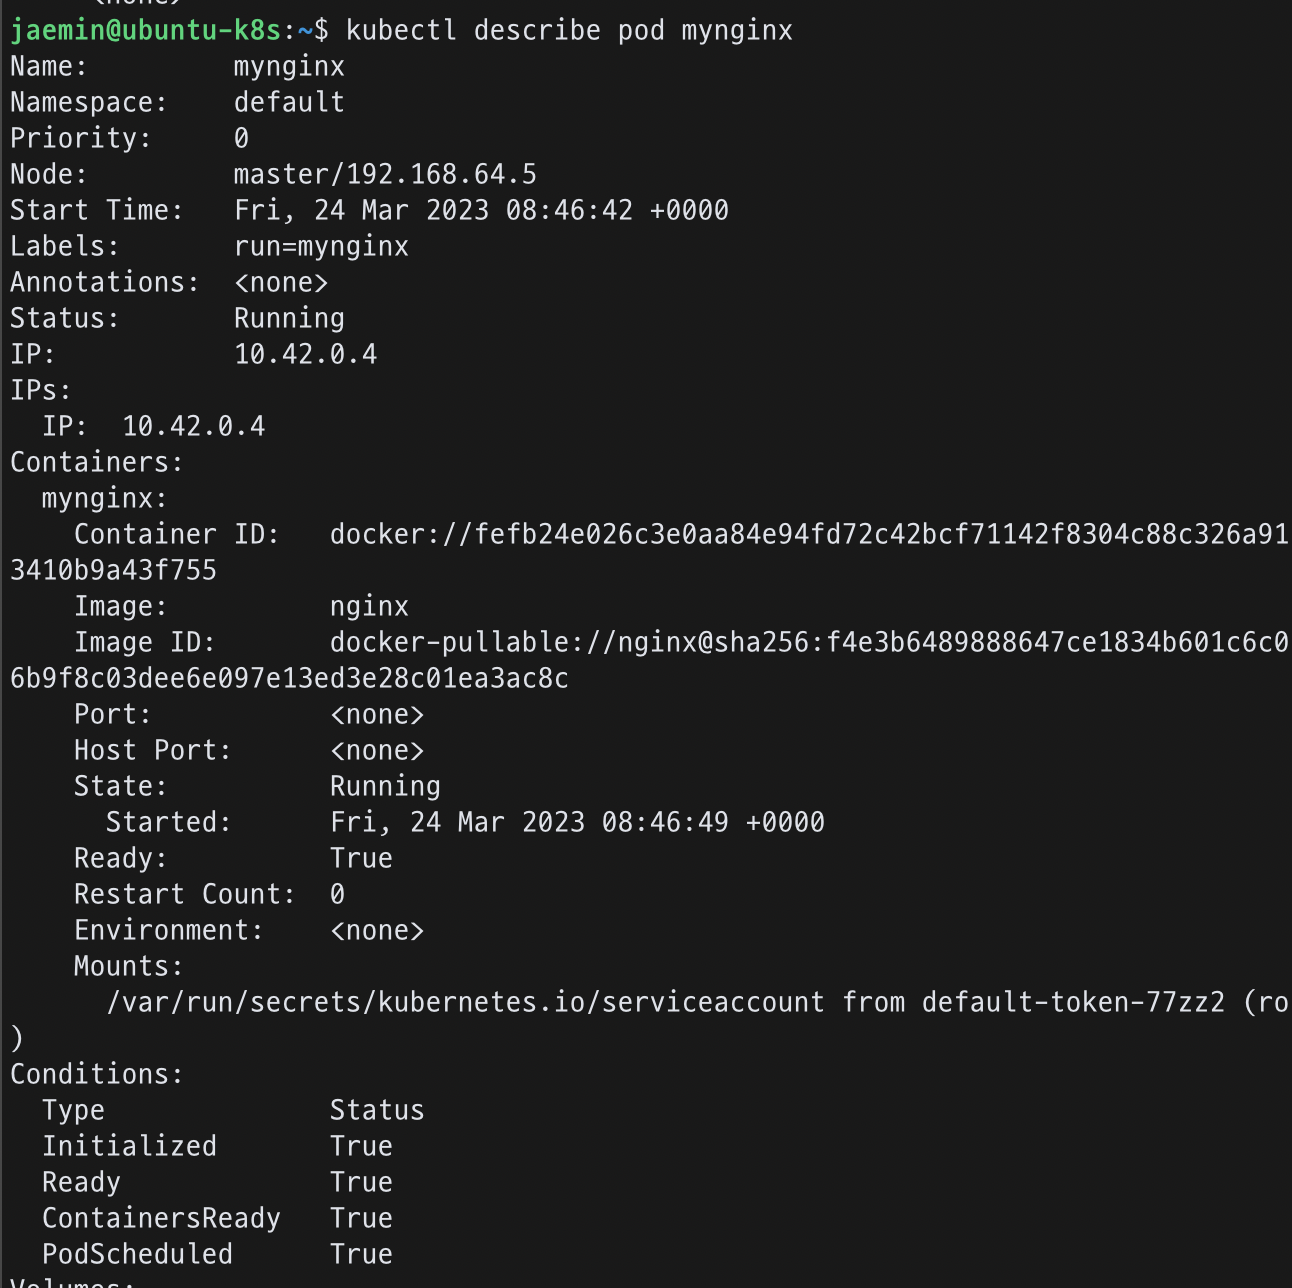 <none>
jaemin@ubuntu-k8s:~$ kubectl describe pod mynginx
Name:         mynginx
Namespace:    default
Priority:     0
Node:         master/192.168.64.5
Start Time:   Fri, 24 Mar 2023 08:46:42 +0000
Labels:       run=mynginx
Annotations:  <none>
Status:       Running
IP:           10.42.0.4
IPs:
  IP:  10.42.0.4
Containers:
  mynginx:
    Container ID:   docker://fefb24e026c3e0aa84e94fd72c42bcf71142f8304c88c326a91
3410b9a43f755
    Image:          nginx
    Image ID:       docker-pullable://nginx@sha256:f4e3b6489888647ce1834b601c6c0
6b9f8c03dee6e097e13ed3e28c01ea3ac8c
    Port:           <none>
    Host Port:      <none>
    State:          Running
      Started:      Fri, 24 Mar 2023 08:46:49 +0000
    Ready:          True
    Restart Count:  0
    Environment:    <none>
    Mounts:
      /var/run/secrets/kubernetes.io/serviceaccount from default-token-77zz2 (ro
)
Conditions:
  Type              Status
  Initialized       True
  Ready             True
  ContainersReady   True
  PodScheduled      True
Volumes: